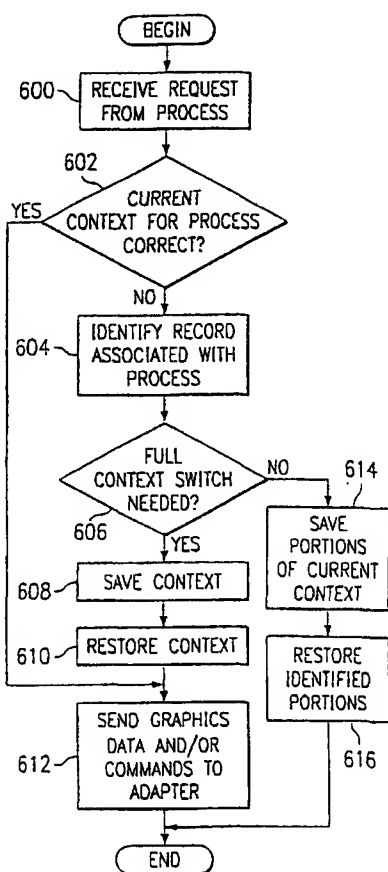 BEGIN
600
RECEIVE REQUEST
FROM PROCESS
602
YES
CURRENT
CONTEXT FOR PROCESS
CORRECT?
NO
604
IDENTIFY RECORD
ASSOCIATED WITH
PROCESS
FULL
CONTEXT SWITCH
NEEDED?
606
NO
614
YES
SAVE
PORTIONS
OF CURRENT
CONTEXT
608
SAVE CONTEXT
610
RESTORE CONTEXT
RESTORE
IDENTIFIED
PORTIONS
616
612
SEND GRAPHICS
DATA AND/OR
COMMANDS TO
ADAPTER
END